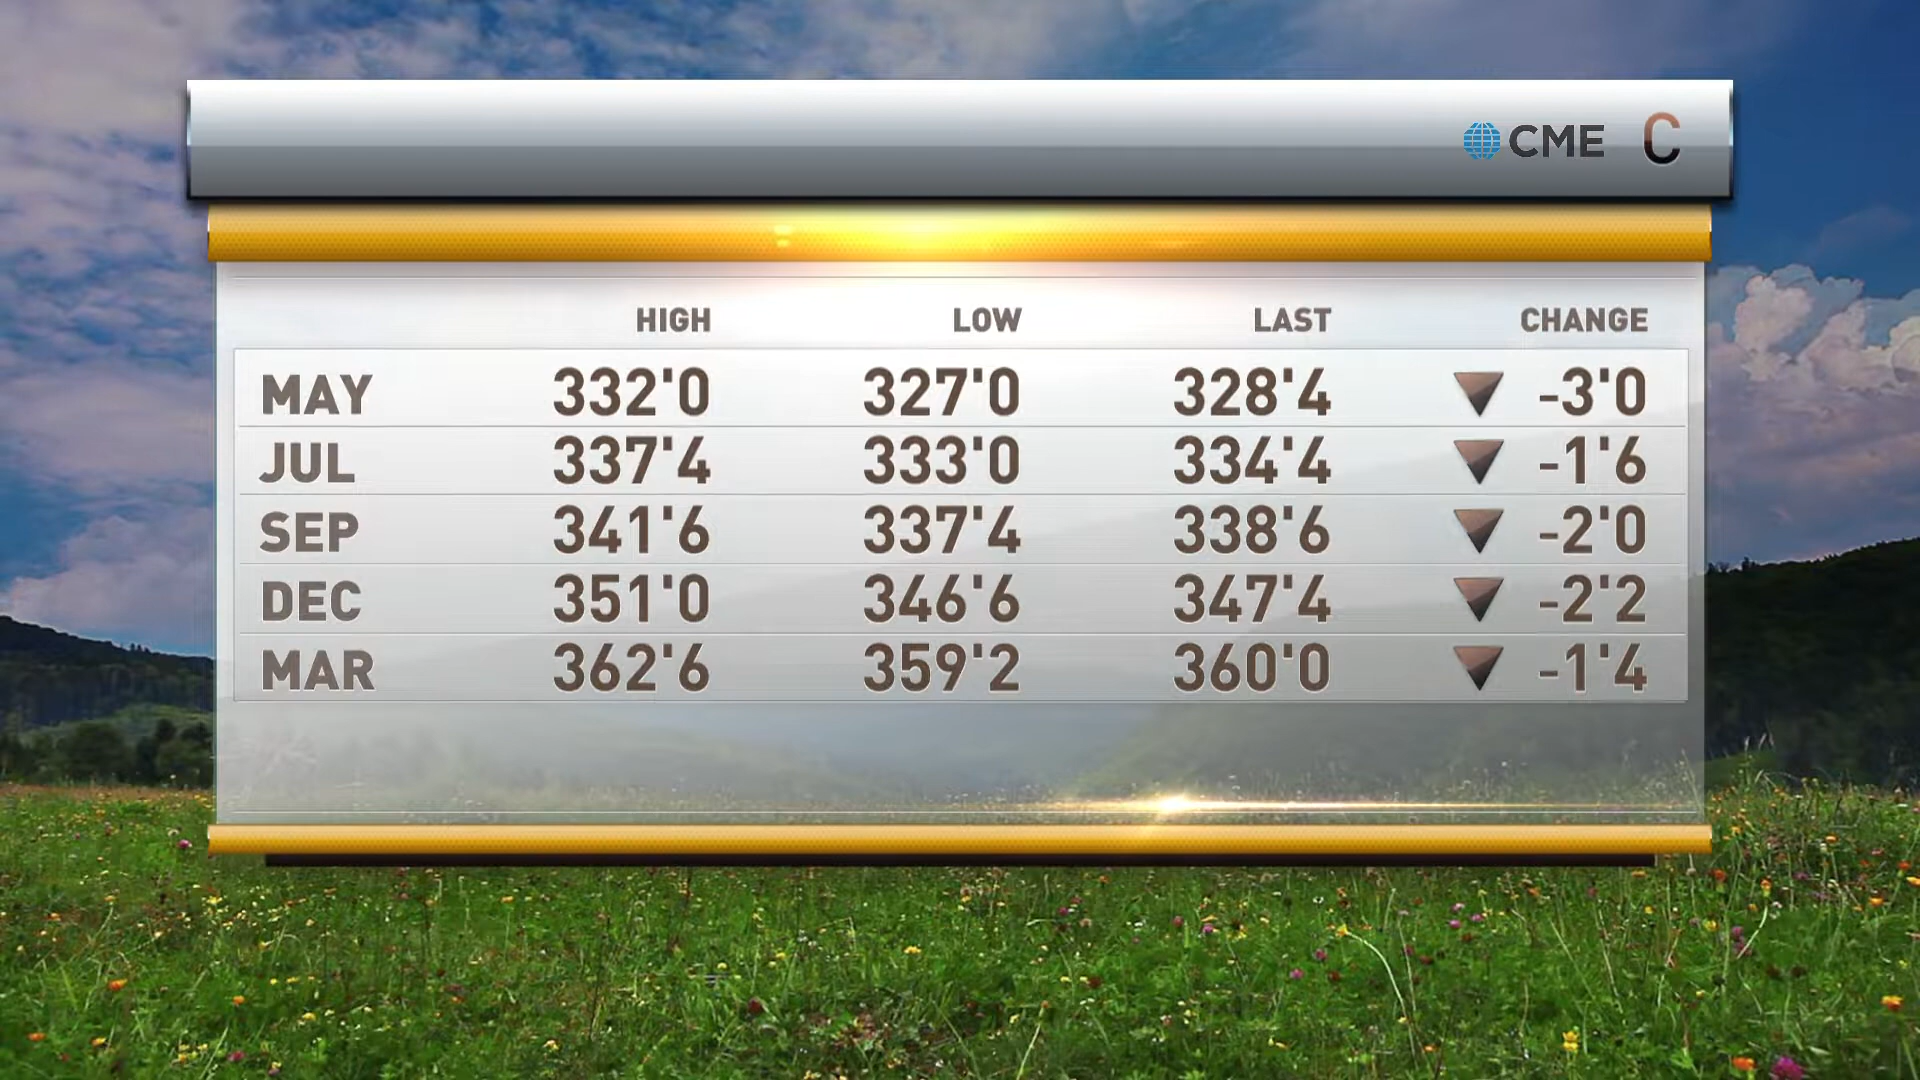 CME C
HIGH LOW LAST CHANGE
MAY 332'0 327'0 328'4 -3'0
JUL 337'4 333'0 334'4 -1'6
SEP 341'6 337'4 338'6 -2'0
DEC 351'0 346'6 347'4 -2'2
MAR 362'6 359'2 360'0 -1'4